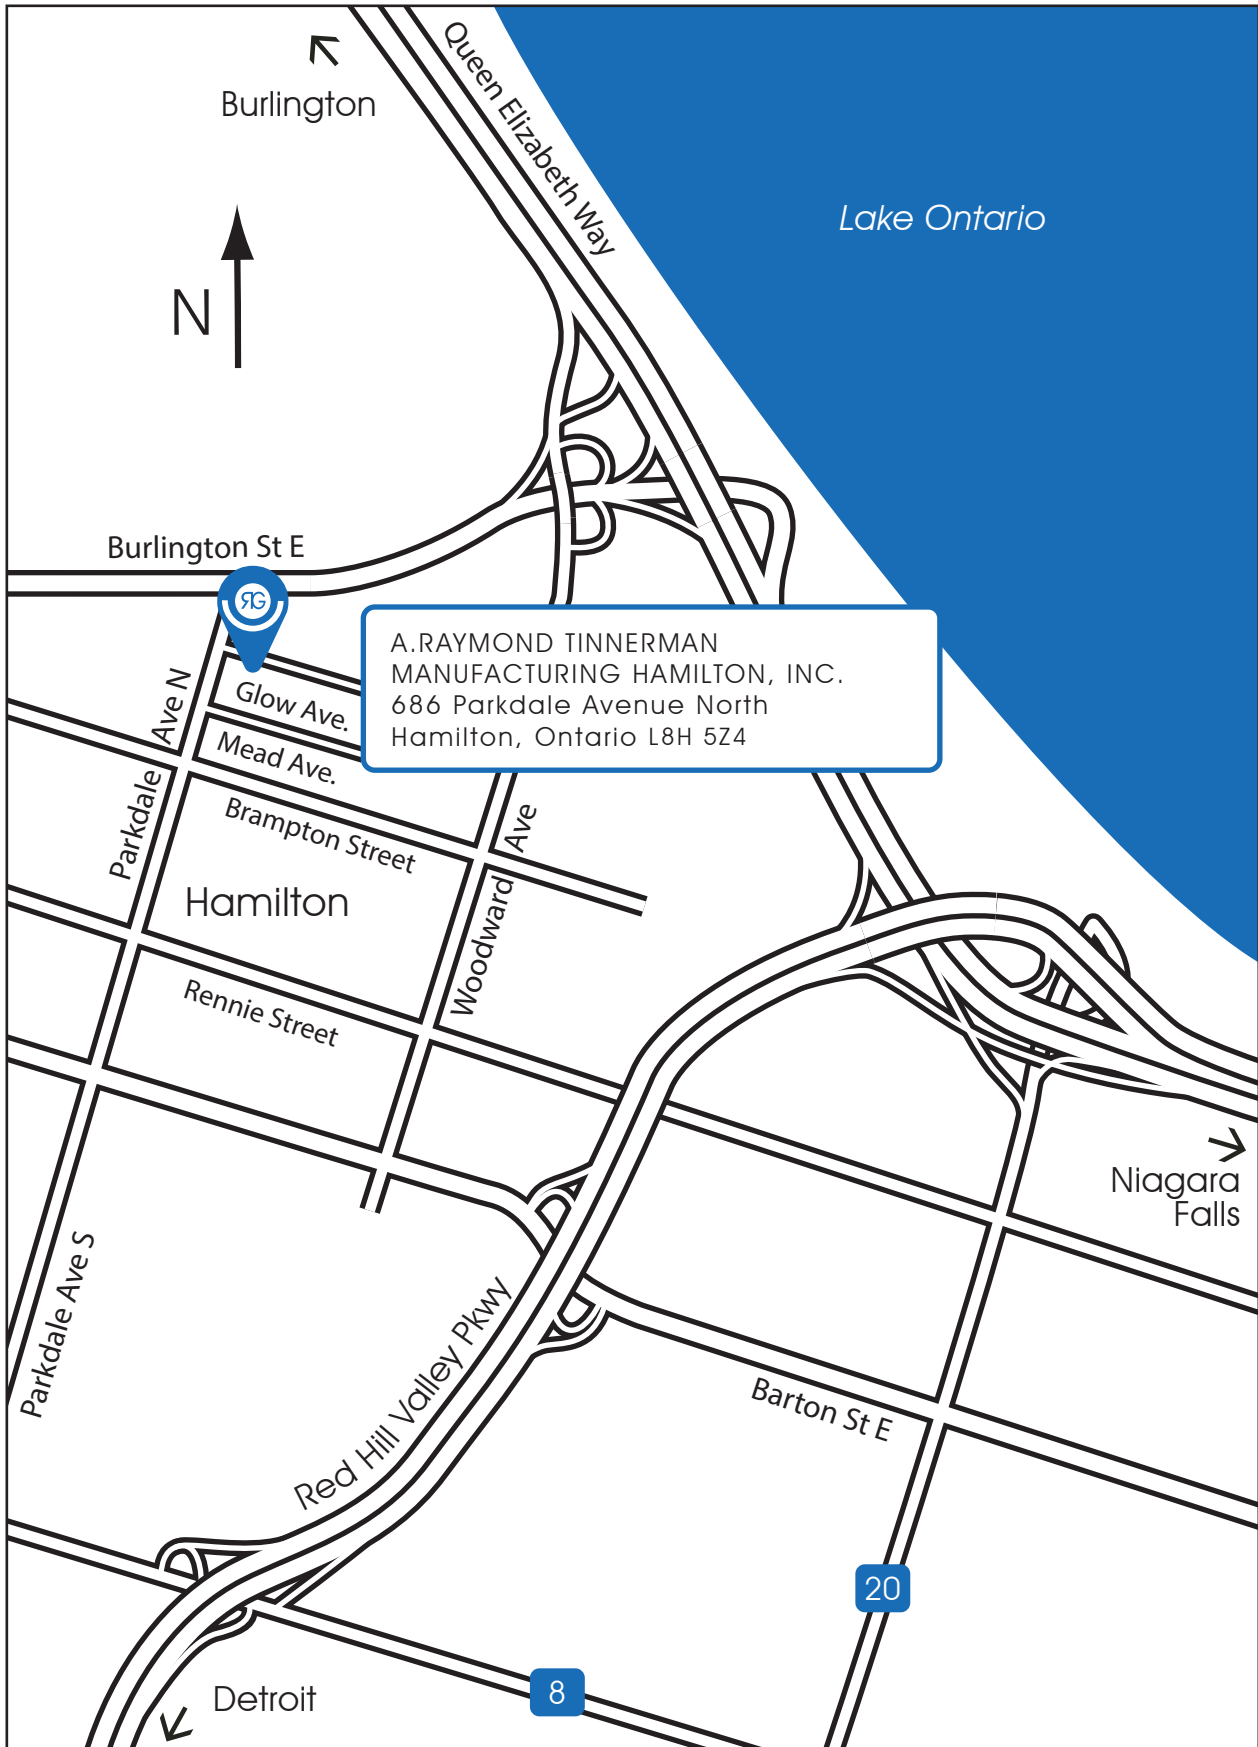 Burlington
Queen Elizabeth Way
Lake Ontario
N
Burlington St E
RG
A.RAYMOND TINNERMAN
MANUFACTURING HAMILTON, INC.
686 Parkdale Avenue North
Hamilton, Ontario L8H 5Z4
Glow Ave.
Mead Ave.
Parkdale Ave N
Brampton Street
Woodward Ave
Hamilton
Rennie Street
Niagara
Falls
Parkdale Ave S
Red Hill Valley Pkwy
Barton St E
20
8
Detroit